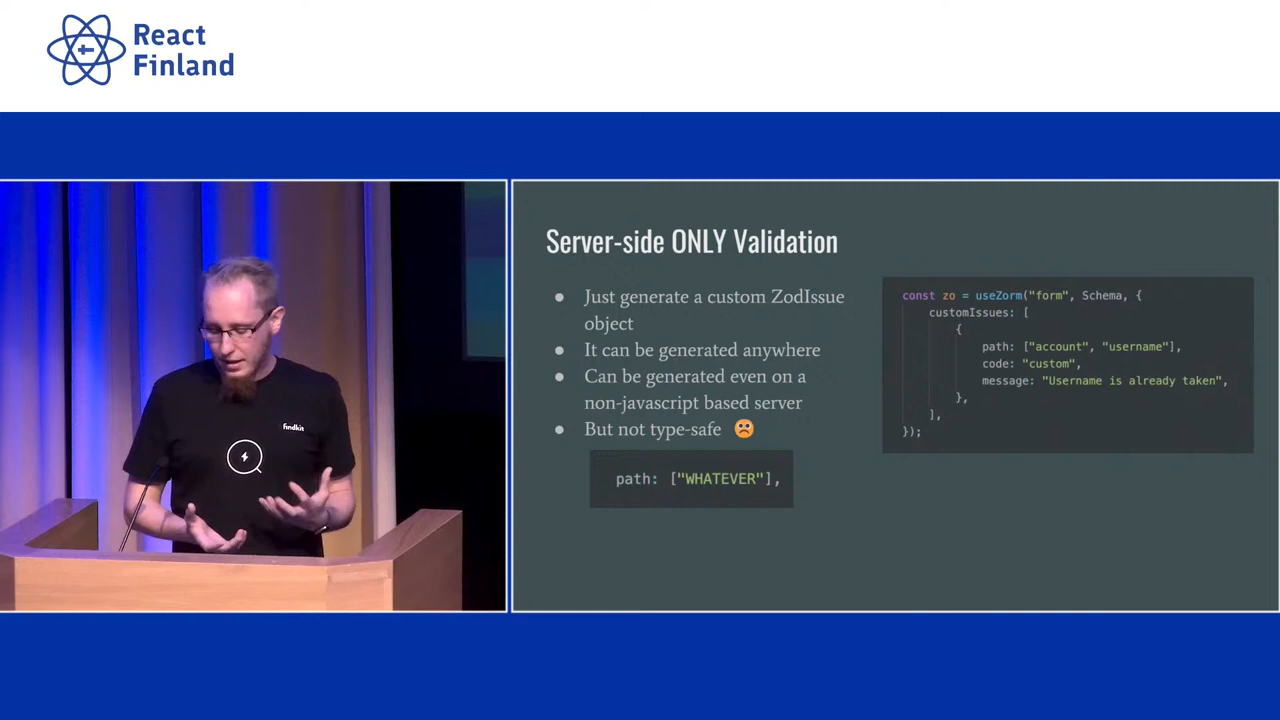 React
Finland
findkit
Server-side ONLY Validation
● Just generate a custom ZodIssue
object
● It can be generated anywhere
● Can be generated even on a
non-javascript based server
● But not type-safe 🙁
path: ["WHATEVER"],
const zo = useZorm("form", Schema, {
customIssues: [
{
path: ["account", "username"],
code: "custom",
message: "Username is already taken",
},
],
});